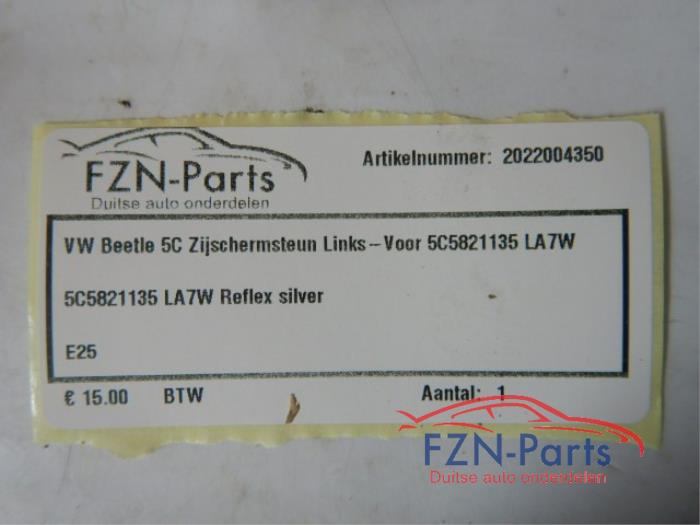 FZN-Parts
Duitse auto onderdelen
Artikelnummer: 2022004350
VW Beetle 5C Zijschermsteun Links--Voor 5C5821135 LA7W
5C5821135 LA7W Reflex silver
E25
€ 15.00 BTW Aantal: 1
FZN-Parts
Duitse auto onderdelen